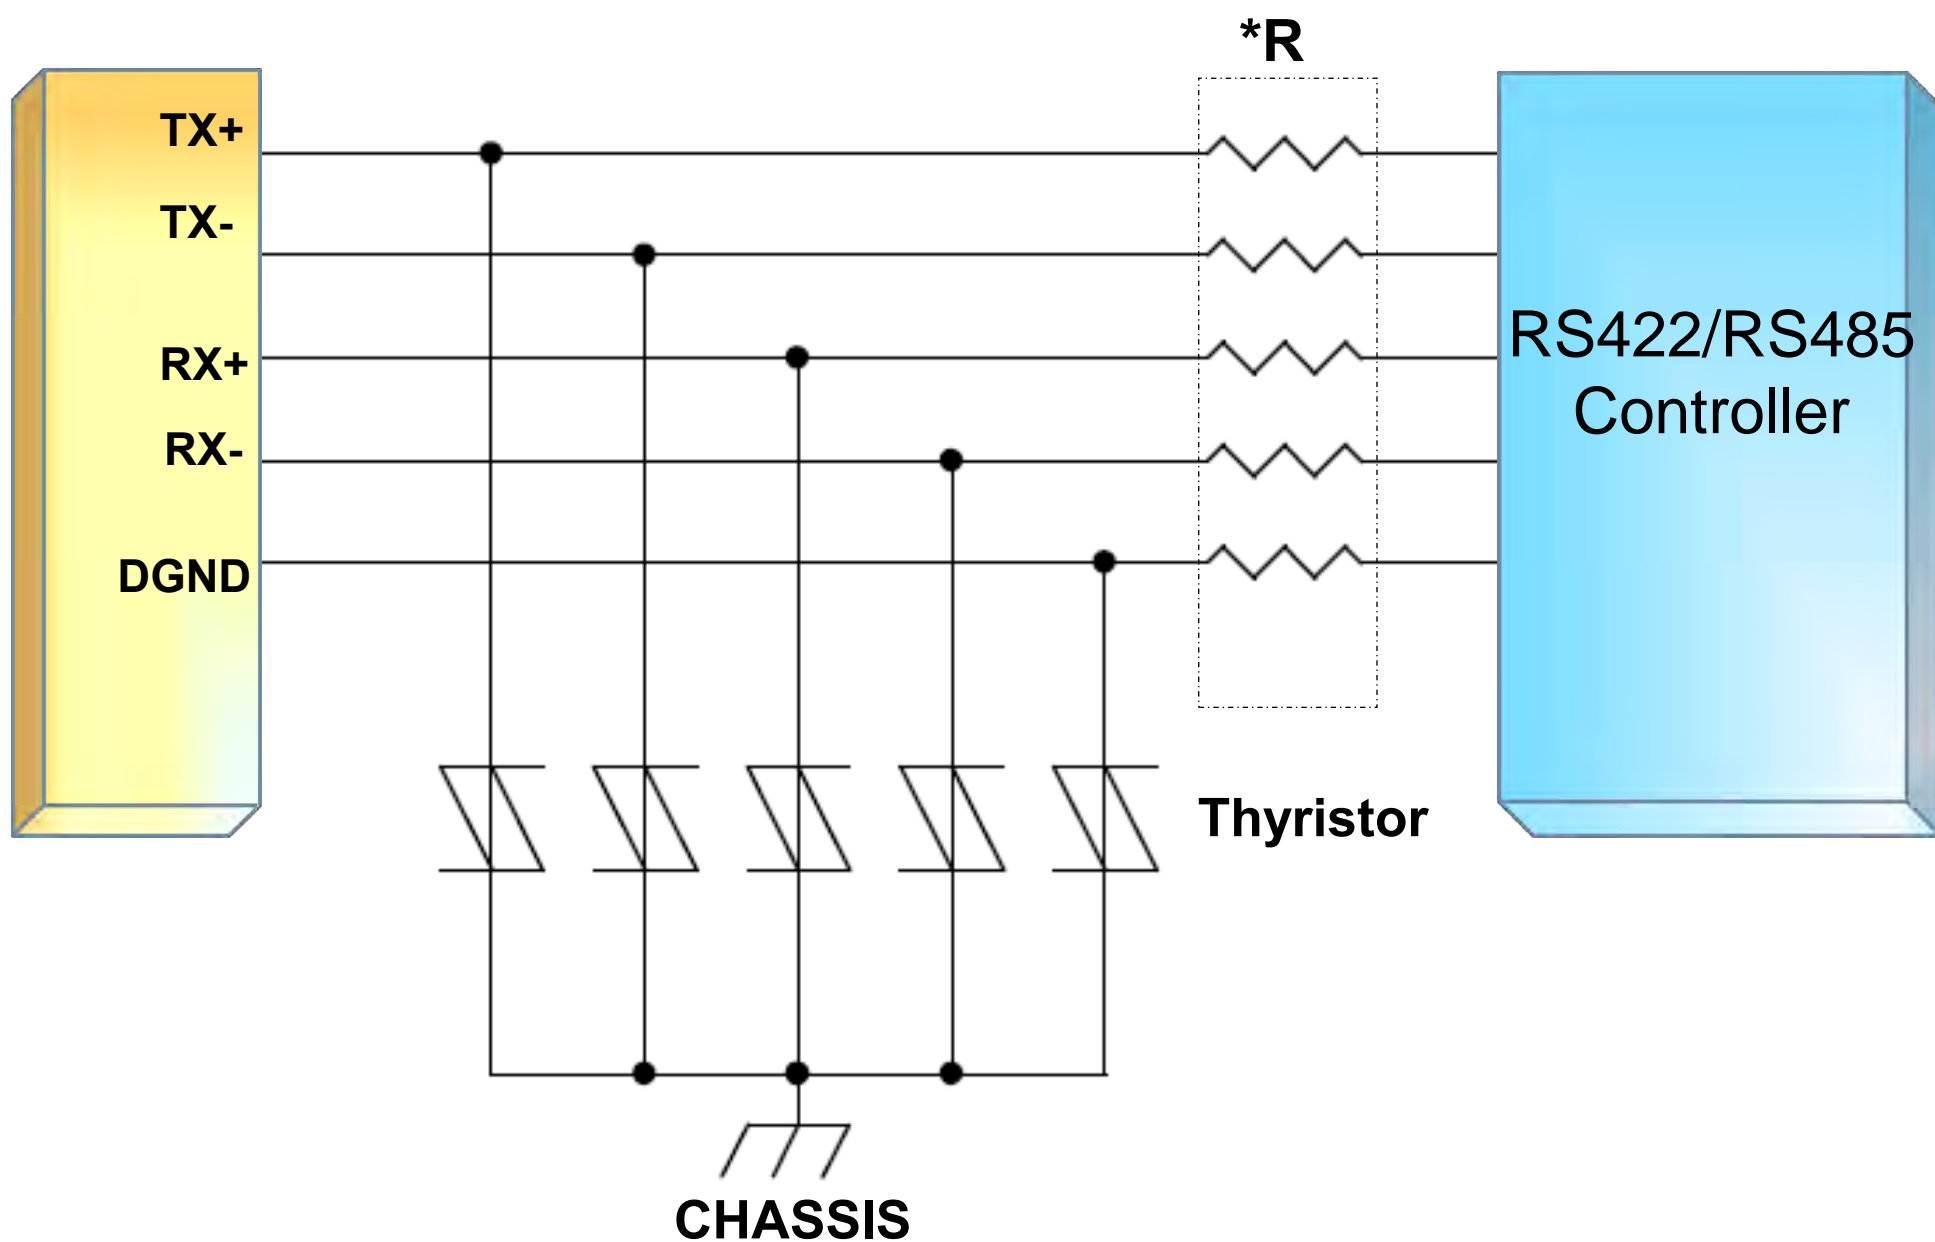 *R
TX+
TX-
RX+
RX-
DGND
RS422/RS485
Controller
Thyristor
CHASSIS